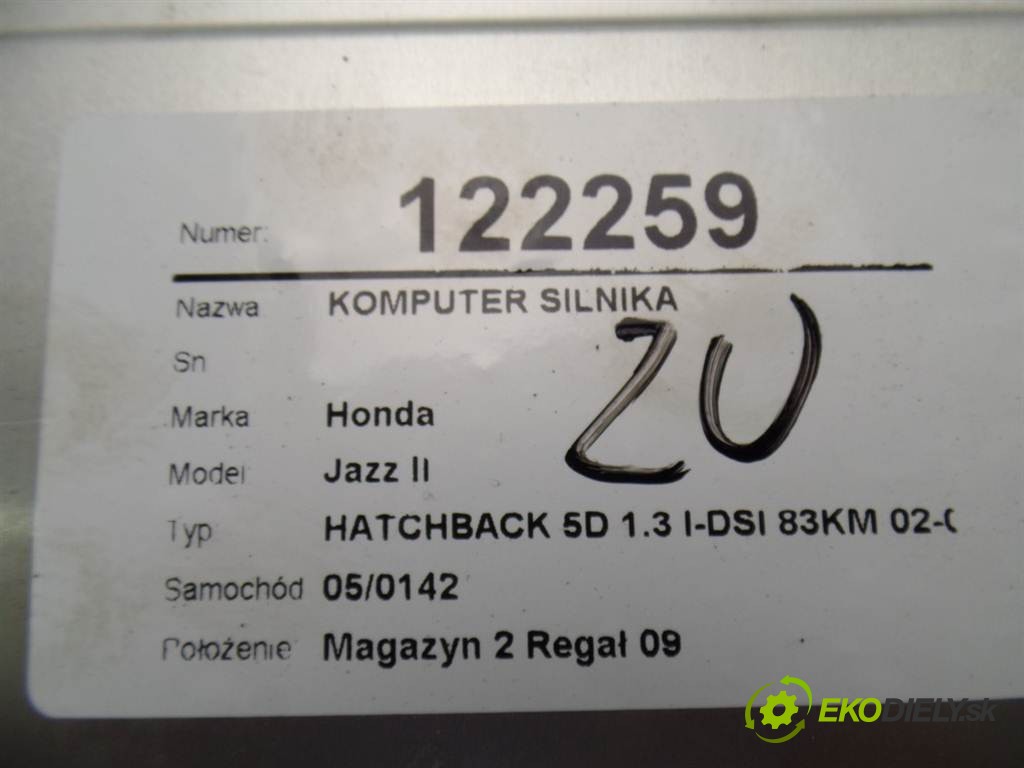 Numer: 122259
Nazwa KOMPUTER SILNIKA
ZU
Sn
Marka Honda
Model Jazz II
Typ HATCHBACK 5D 1.3 I-DSI 83KM 02-0
Samochód 05/0142
Położenie Magazyn 2 Regał 09
EKODIELY.sk